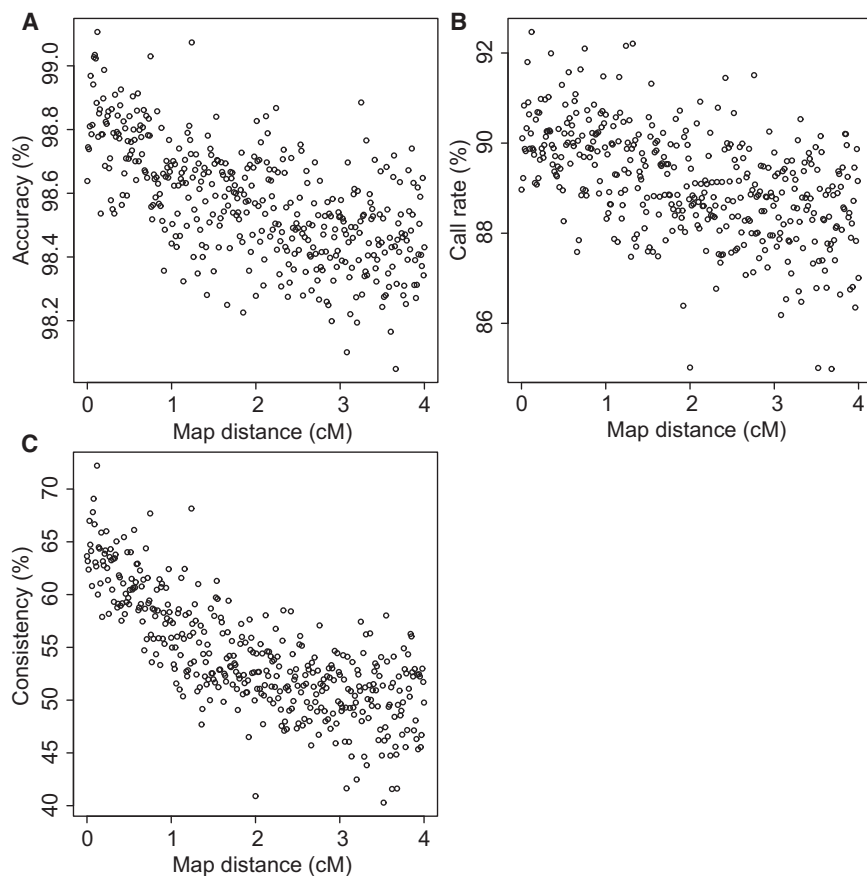 A
Accuracy (%)
99.0
98.8
98.6
98.4
98.2
0 1 2 3 4
Map distance (cM)
B
Call rate (%)
92
90
88
86
0 1 2 3 4
Map distance (cM)
C
Consistency (%)
70
65
60
55
50
45
40
0 1 2 3 4
Map distance (cM)